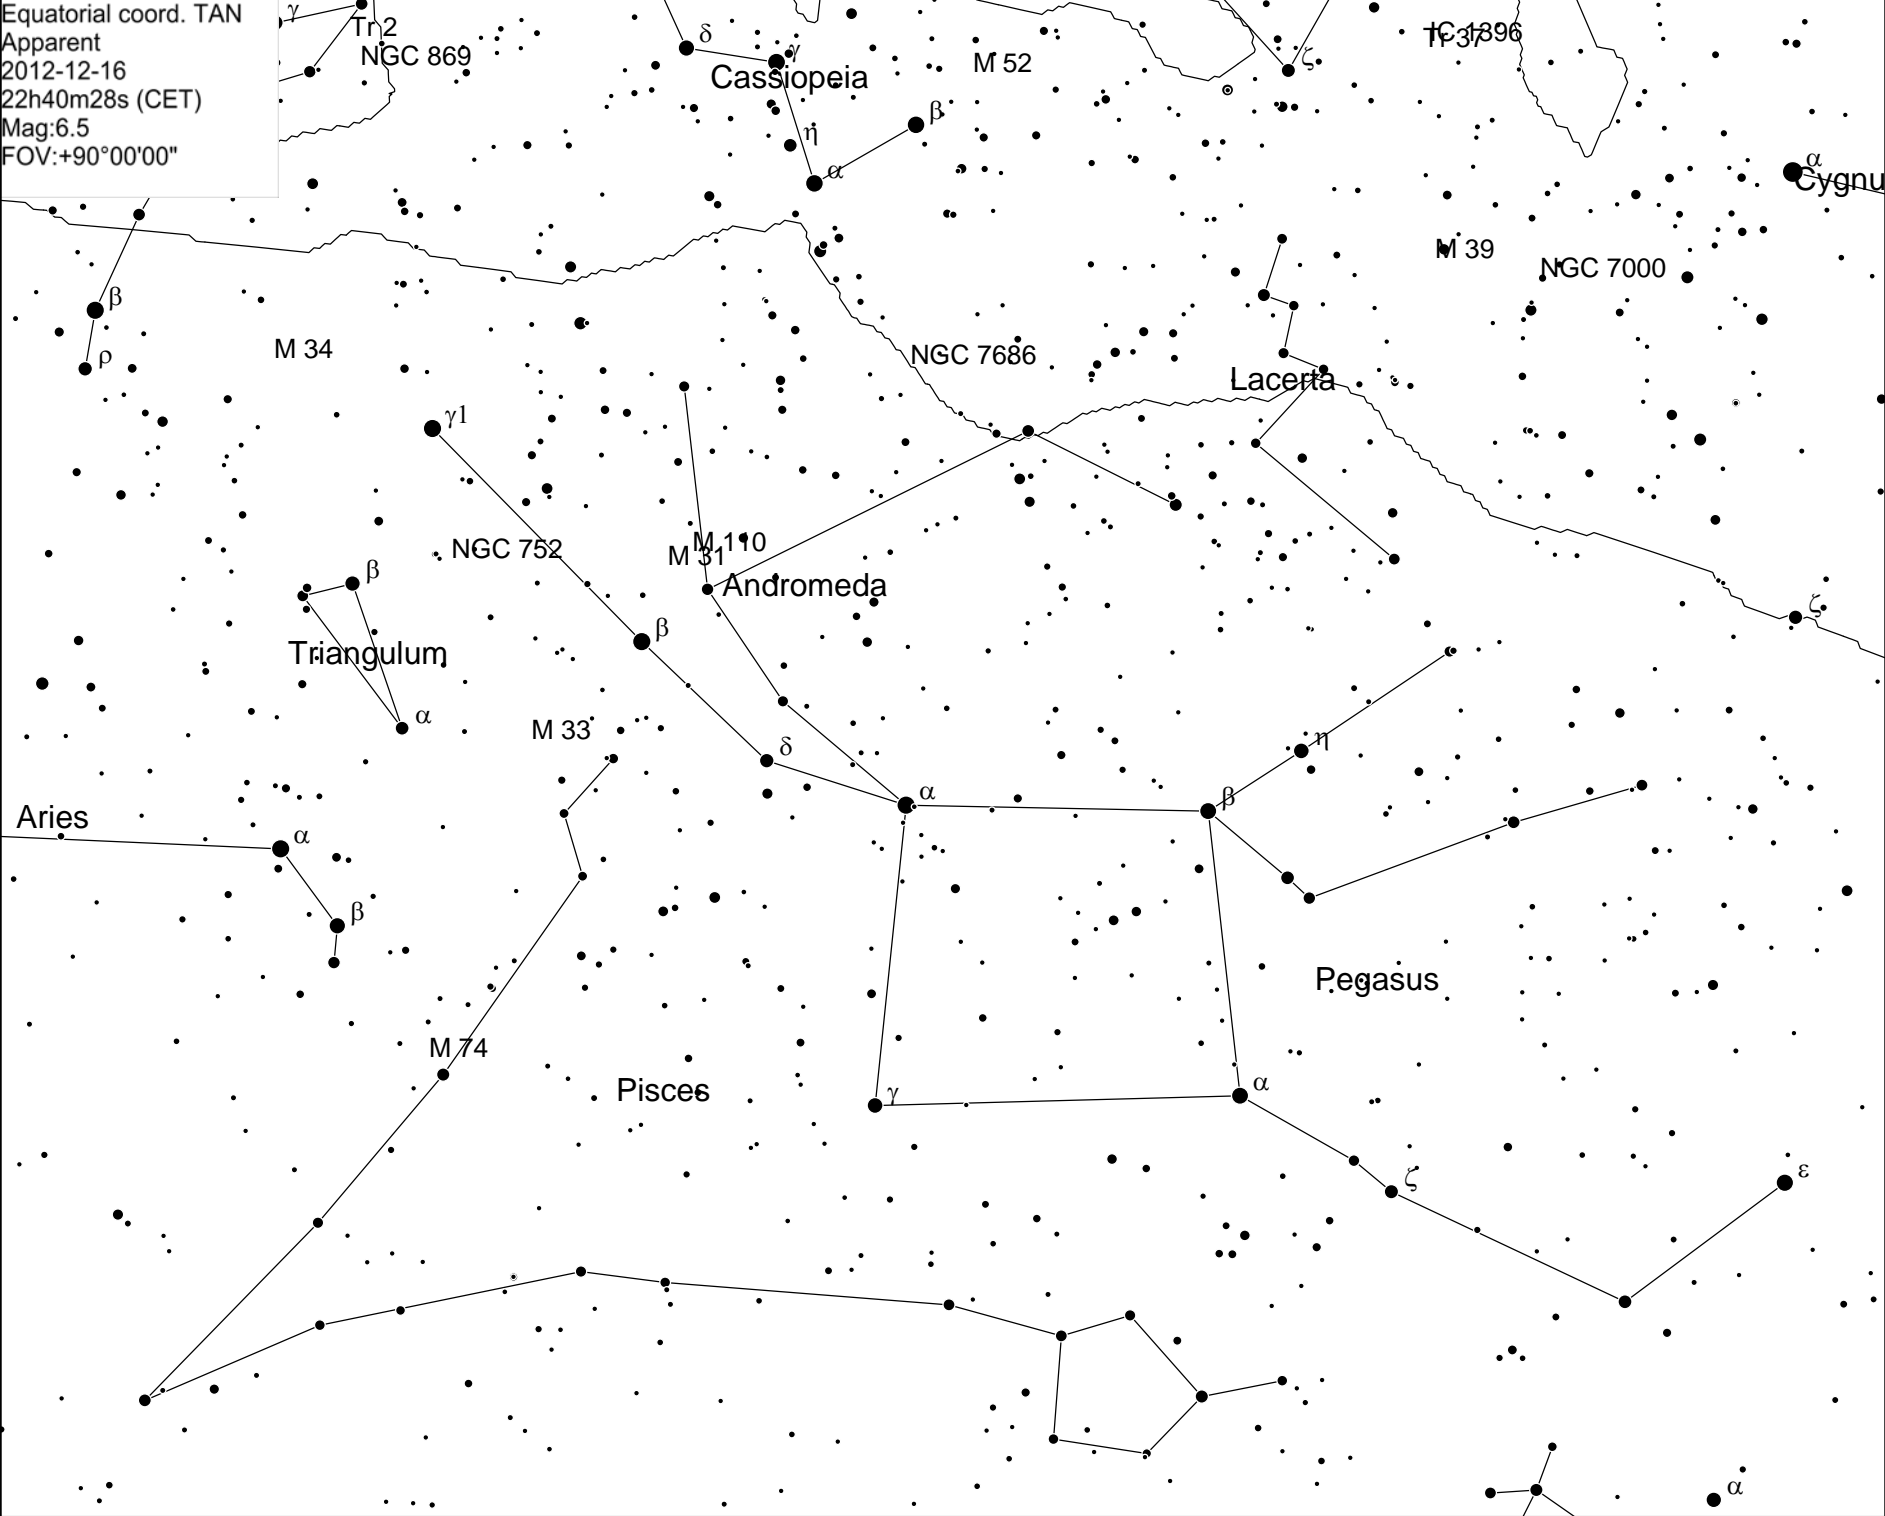 Equatorial coord. TAN
Apparent
2012-12-16
22h40m28s (CET)
Mag:6.5
FOV:+90°00'00"
γ
Tr 2
NGC 869
δ
γ
Cassiopeia
M 52
ζ
IC 1396
Tr 37
β
η
α
α
Cygnu
M 39
NGC 7000
β
ρ
M 34
NGC 7686
Lacerta
γ1
NGC 752
M 110
M 31
Andromeda
β
ζ
β
Triangulum
α
M 33
η
δ
α
β
Aries
α
β
Pegasus
M 74
Pisces
γ
α
ζ
ε
α